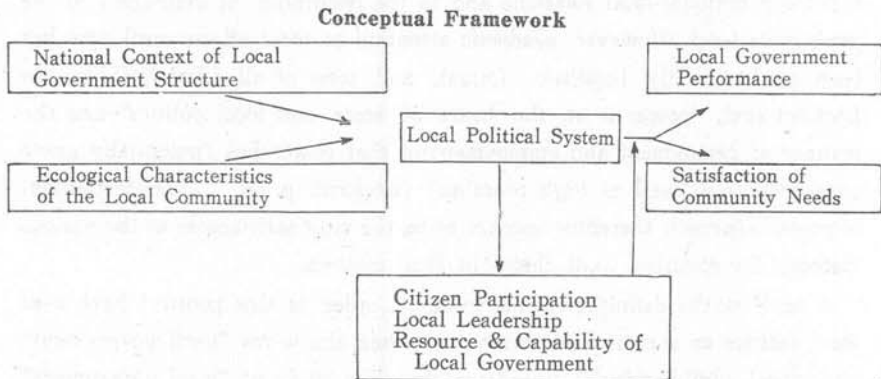 Conceptual Framework
National Context of Local
Government Structure
Local Government
Performance
Local Political System
Ecological Characteristics
of the Local Community
Satisfaction of
Community Needs
Citizen Participation
Local Leadership
Resource & Capability of
Local Government